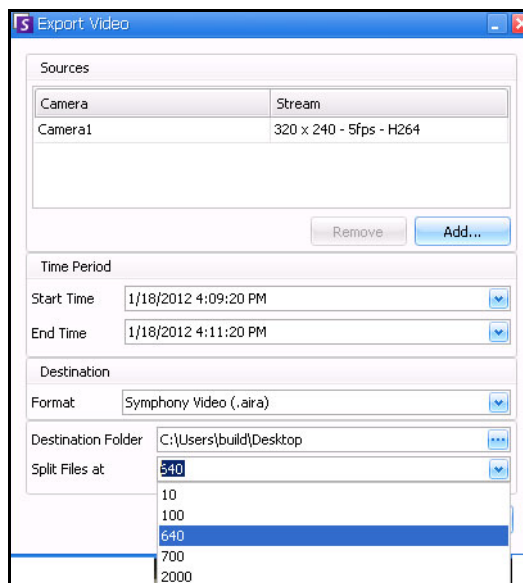 S Export Video
Sources
Camera Stream
Camera1 320 x 240 - 5fps - H264
Remove Add...
Time Period
Start Time 1/18/2012 4:09:20 PM
End Time 1/18/2012 4:11:20 PM
Destination
Format Symphony Video (.aira)
Destination Folder C:\Users\build\Desktop
Split Files at 640
10
100
640
700
2000